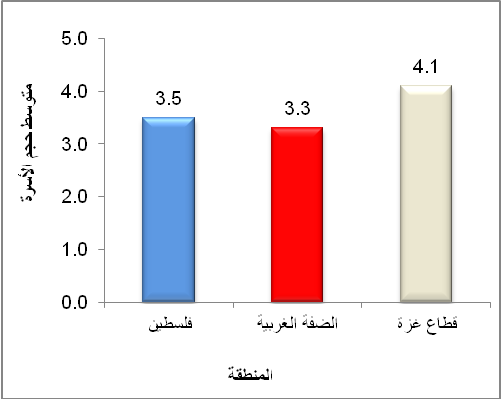 5.0
4.0
3.0
2.0
1.0
0.0
متوسط حجم الأسرة
3.5
3.3
4.1
فلسطين
الضفة الغربية
قطاع غزة
المنطقة